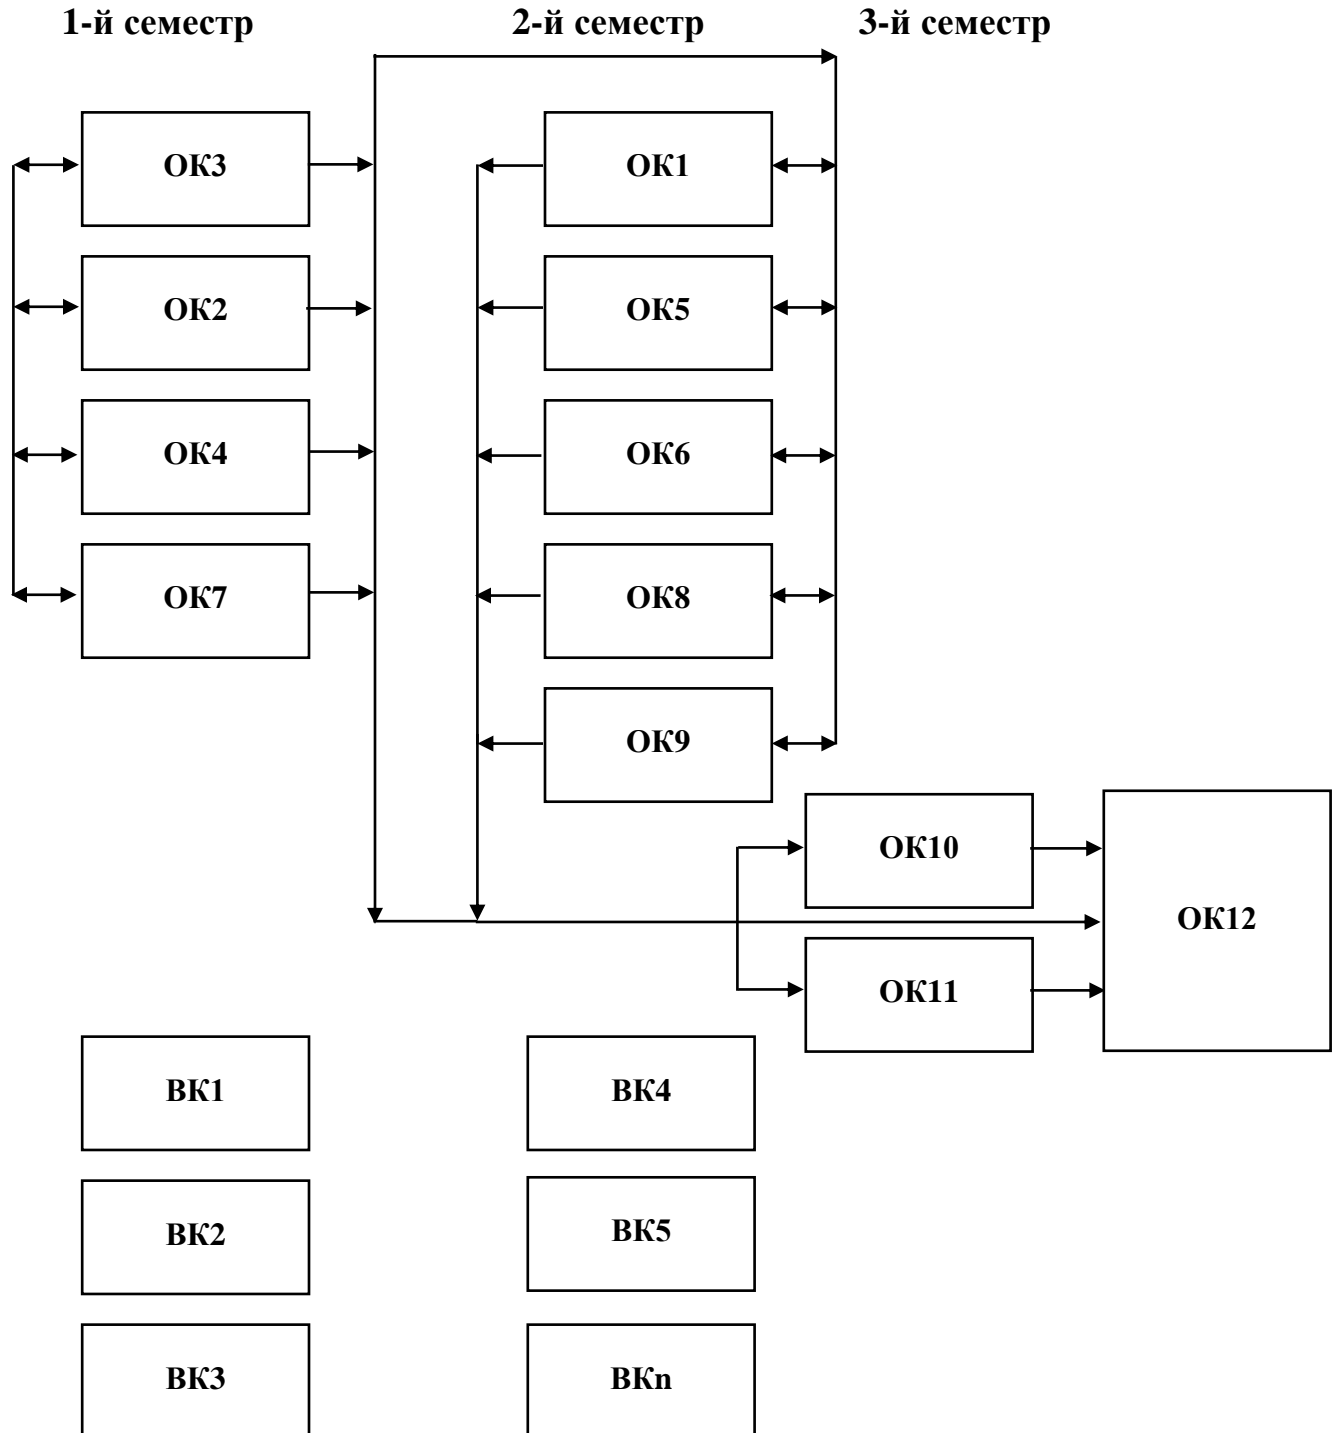 1-й семестр 2-й семестр 3-й семестр
ОК3 ОК1
ОК2 ОК5
ОК4 ОК6
ОК7 ОК8
ОК9
ОК10
ОК12
ОК11
ВК1 ВК4
ВК2 ВК5
ВК3 ВКn